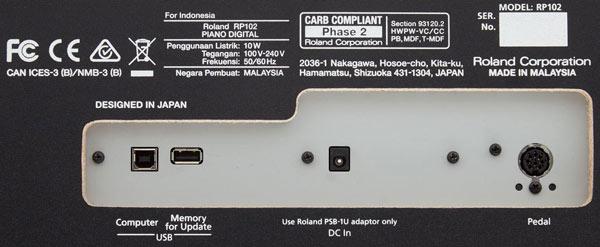 For Indonesia
Roland RP102
PIANO DIGITAL
Penggunaan Listrik: 10W
Tegangan: 100V-240V
Frekuensi: 50/60Hz
Negara Pembuat: MALAYSIA
FC CE
CAN ICES-3 (B)/NMB-3 (B)
CARB COMPLIANT
Phase 2
Roland Corporation
Section 93120.2
HWPW-VC/CC
PB, MDF, T-MDF
2036-1 Nakagawa, Hosoe-cho, Kita-ku,
Hamamatsu, Shizuoka 431-1304, JAPAN
MODEL: RP102
SER.
No.
Roland Corporation
MADE IN MALAYSIA
DESIGNED IN JAPAN
Computer
Memory
for Update
USB
Use Roland PSB-1U adaptor only
DC In
Pedal